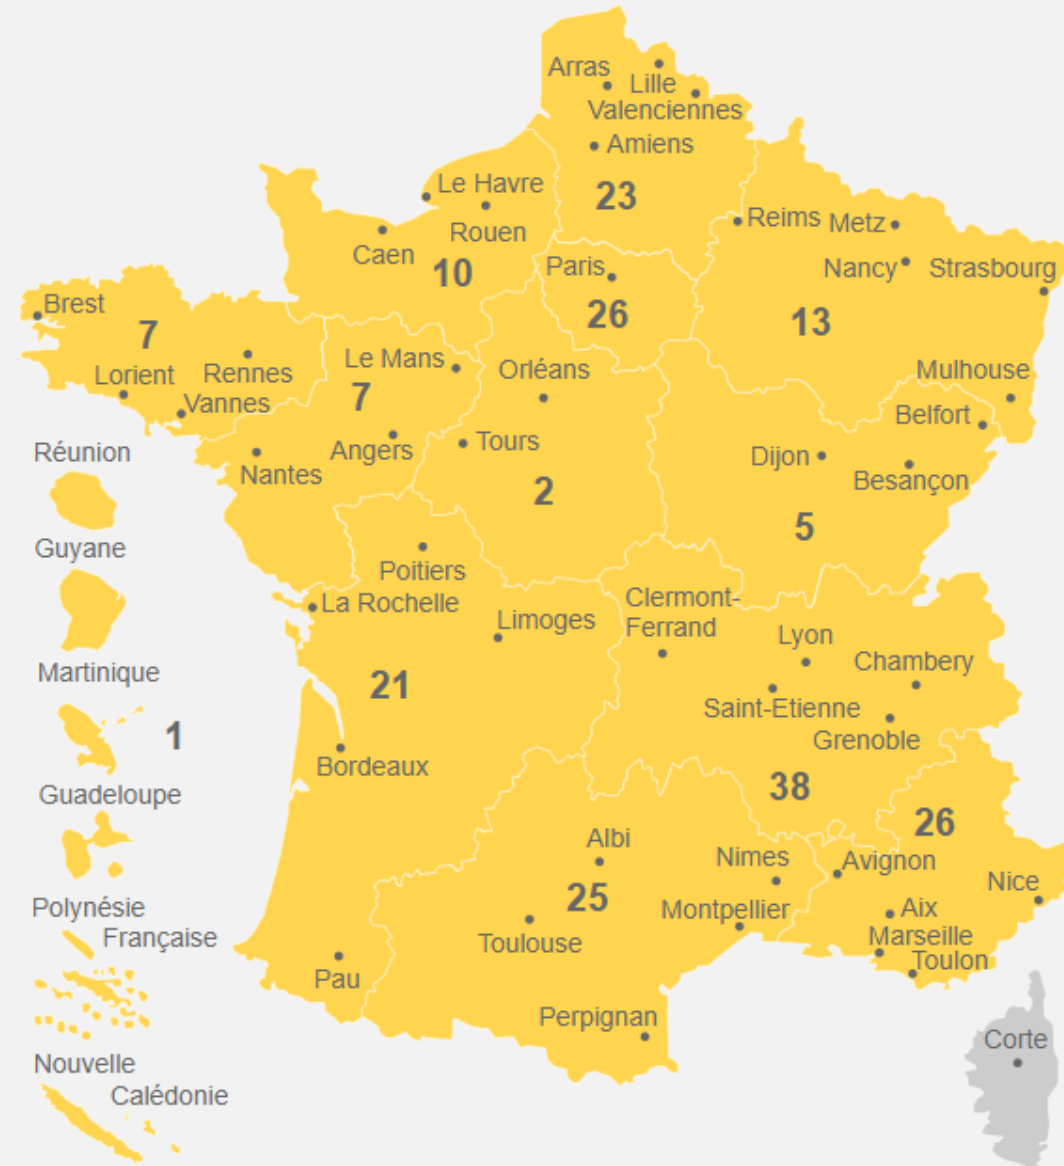 Arras
Lille
Valenciennes
Amiens
Le Havre
23
Rouen
Reims
Metz
Caen
10
Paris
Nancy
Strasbourg
Brest
26
13
7
Le Mans
Orléans
Mulhouse
Lorient
Rennes
7
Vannes
Belfort
Réunion
Angers
Tours
Dijon
Nantes
Besançon
2
5
Guyane
Poitiers
La Rochelle
Clermont-
Ferrand
Limoges
Lyon
Martinique
Chambery
21
Saint-Etienne
1
Grenoble
Bordeaux
38
Guadeloupe
26
Albi
Nimes
Avignon
25
Nice
Polynésie
Française
Montpellier
Aix
Toulouse
Marseille
Toulon
Pau
Perpignan
Corte
Nouvelle
Calédonie